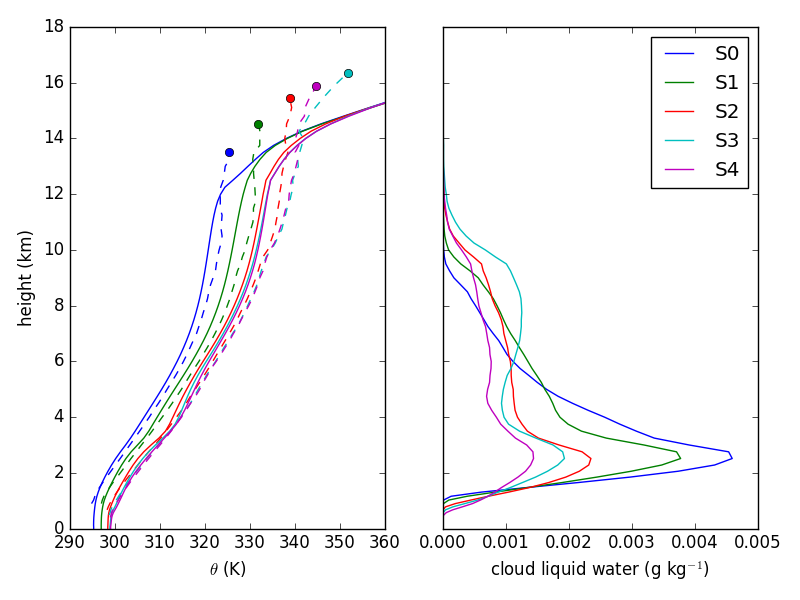 18
16
14
12
10
8
6
4
2
0
height (km)
290 300 310 320 330 340 350 360
θ (K)
S0
S1
S2
S3
S4
0.000 0.001 0.002 0.003 0.004 0.005
cloud liquid water (g kg⁻¹)